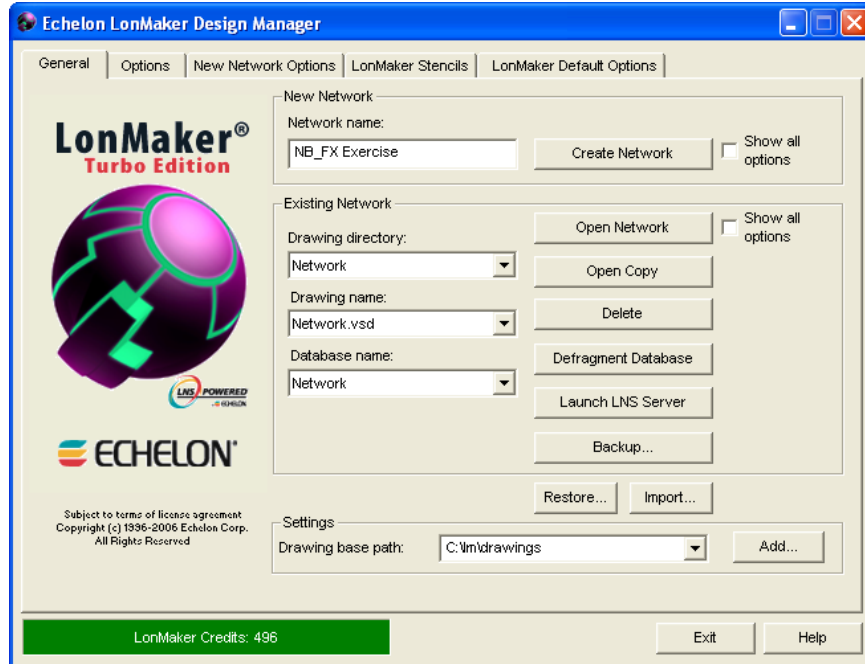 Echelon LonMaker Design Manager
General Options New Network Options LonMaker Stencils LonMaker Default Options
LonMaker®
Turbo Edition
LNS POWERED
ECHELON
ECHELON®
Subject to terms of license agreement
Copyright (c) 1996-2006 Echelon Corp.
All Rights Reserved
New Network
Network name:
NB_FX Exercise
Create Network
Show all
options
Existing Network
Drawing directory:
Network
Drawing name:
Network.vsd
Database name:
Network
Open Network
Show all
options
Open Copy
Delete
Defragment Database
Launch LNS Server
Backup...
Restore... Import...
Settings
Drawing base path: C:\lm\drawings Add...
LonMaker Credits: 496
Exit Help